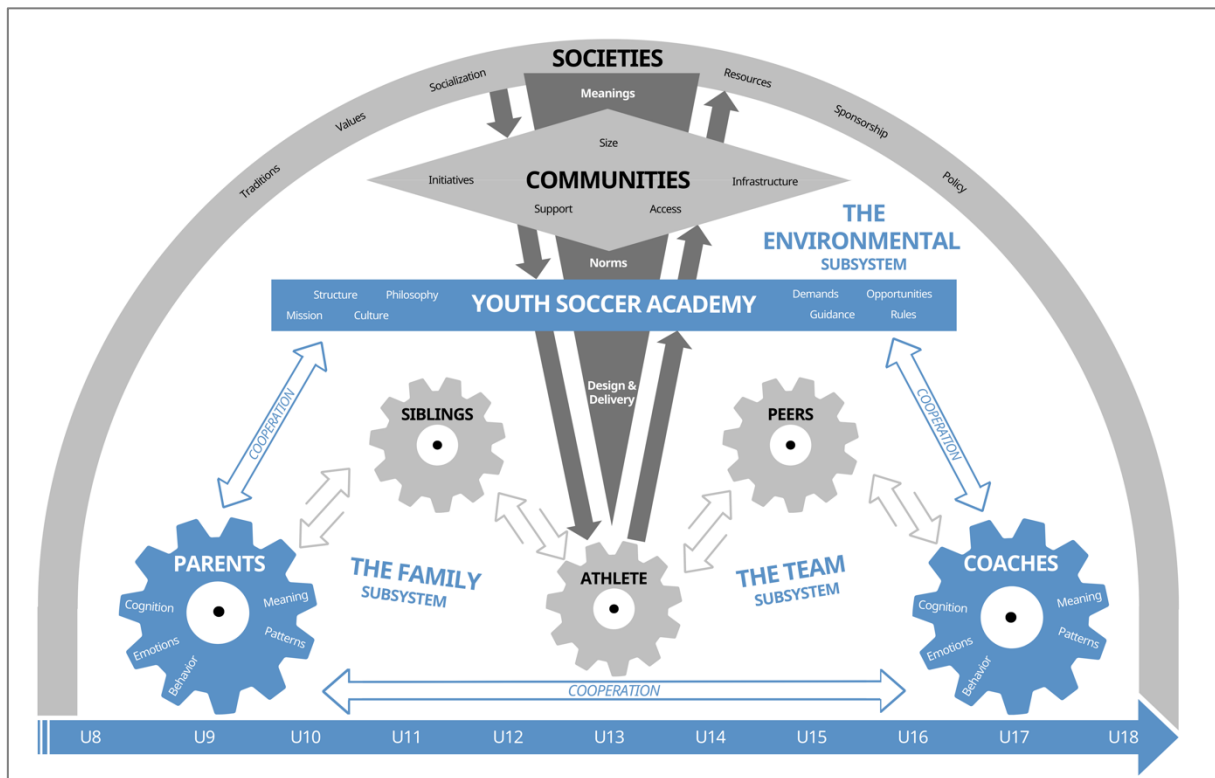 SOCIETIES
Meanings
Socialization
Resources
Values
Sponsorship
Traditions
Policy
Size
Initiatives
COMMUNITIES
Infrastructure
Support
Access
THE
ENVIRONMENTAL
SUBSYSTEM
Norms
Structure
Philosophy
Mission
Culture
YOUTH SOCCER ACADEMY
Demands
Opportunities
Guidance
Rules
COOPERATION
SIBLINGS
Design &
Delivery
PEERS
COOPERATION
PARENTS
Cognition
Meaning
Emotions
Patterns
Behavior
THE FAMILY
SUBSYSTEM
ATHLETE
THE TEAM
SUBSYSTEM
COACHES
Cognition
Meaning
Emotions
Patterns
Behavior
COOPERATION
U8 U9 U10 U11 U12 U13 U14 U15 U16 U17 U18